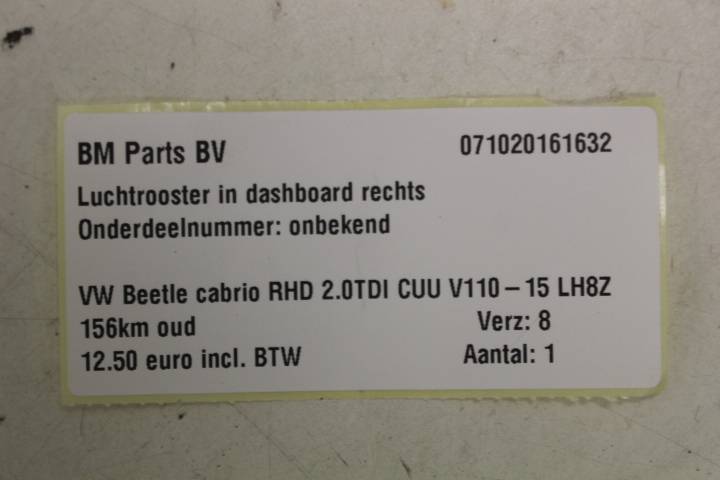 BM Parts BV 071020161632
Luchtrooster in dashboard rechts
Onderdeelnummer: onbekend
VW Beetle cabrio RHD 2.0TDI CUU V110 – 15 LH8Z
156km oud Verz: 8
12.50 euro incl. BTW Aantal: 1